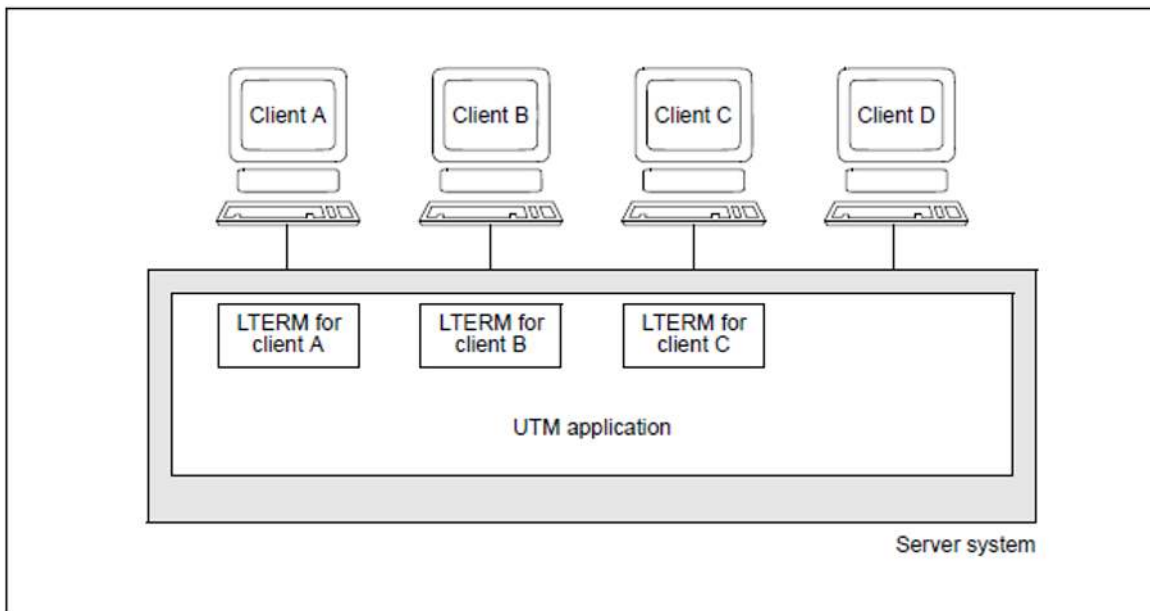 Client A
Client B
Client C
Client D
LTERM for
client A
LTERM for
client B
LTERM for
client C
UTM application
Server system